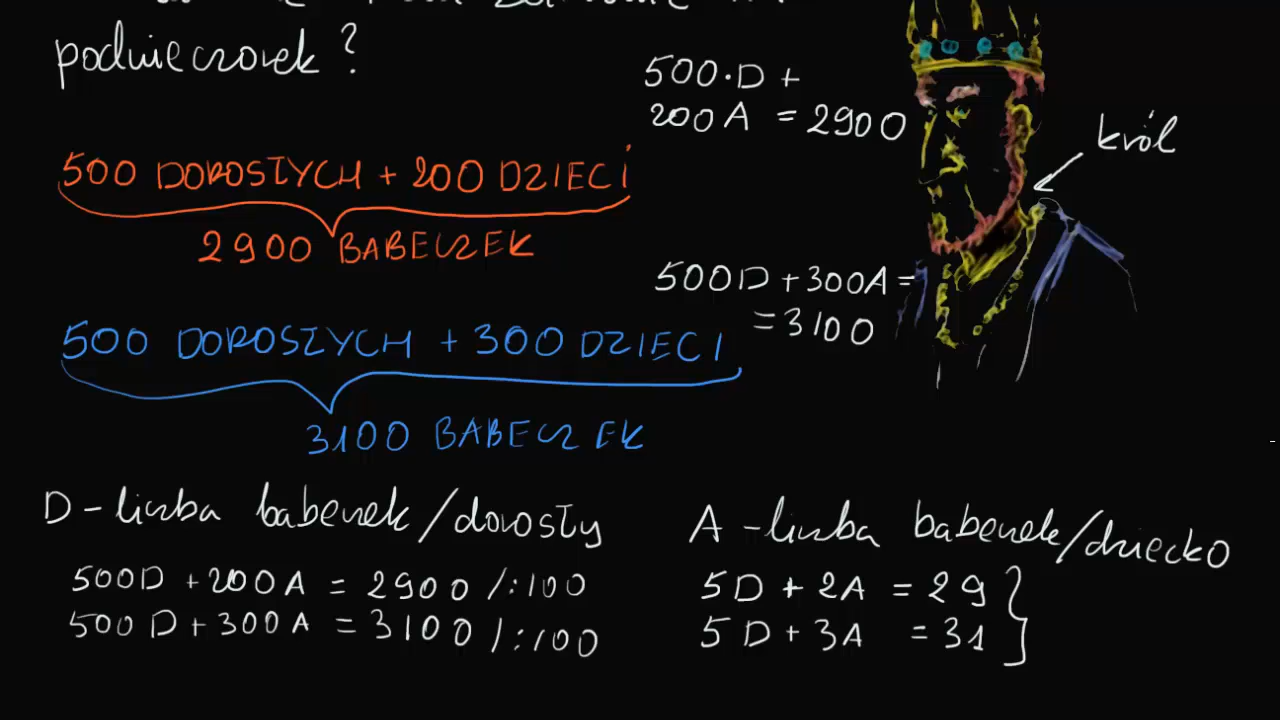 podwieczorek?
500·D +
200A = 2900
król
500 DOROSŁYCH + 200 DZIECI
2900 BABECZEK
500D + 300A =
= 3100
500 DOROSŁYCH + 300 DZIECI
3100 BABECZEK
D - liczba babeczek/dorosły
A - liczba babeczek/dziecko
500D + 200A = 2900 /:100
500D + 300A = 3100 /:100
5D + 2A = 29
5D + 3A = 31